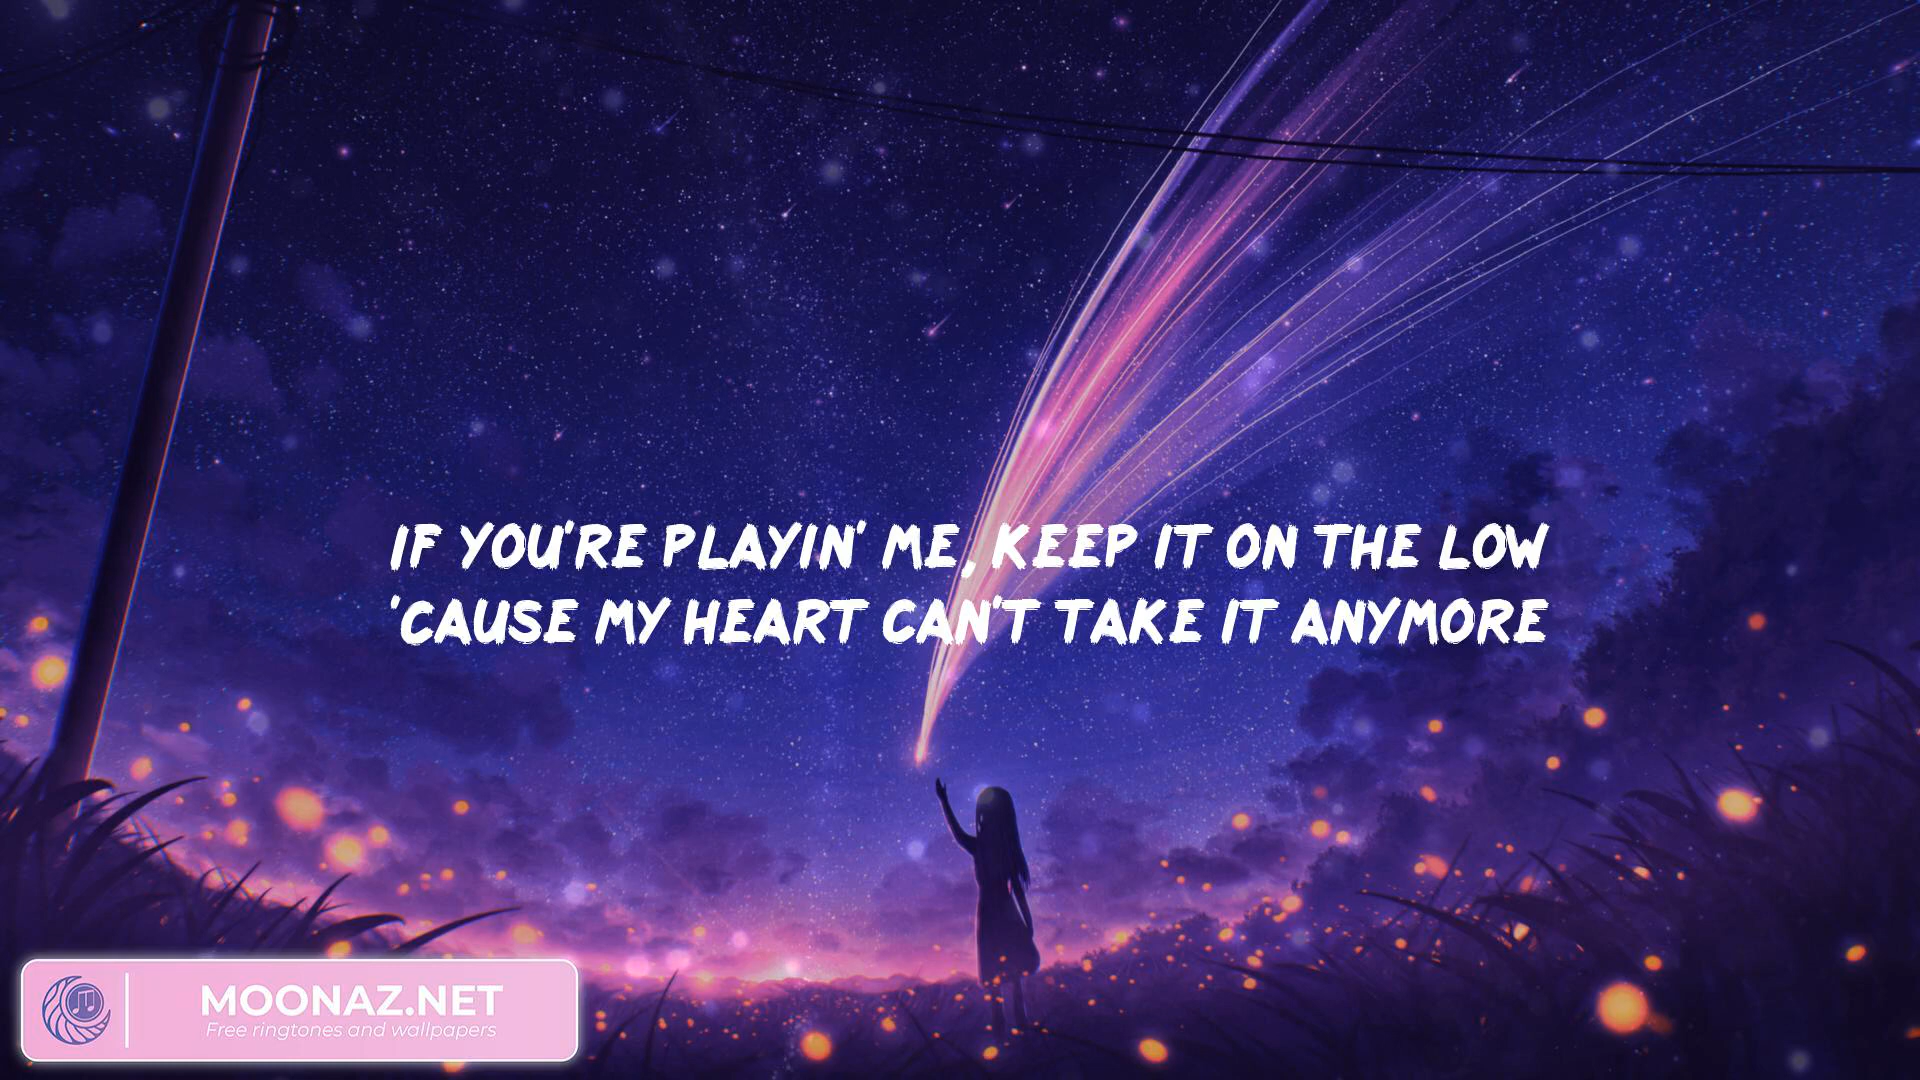 IF YOU'RE PLAYIN' ME, KEEP IT ON THE LOW
'CAUSE MY HEART CAN'T TAKE IT ANYMORE
MOONAZ.NET
Free ringtones and wallpapers